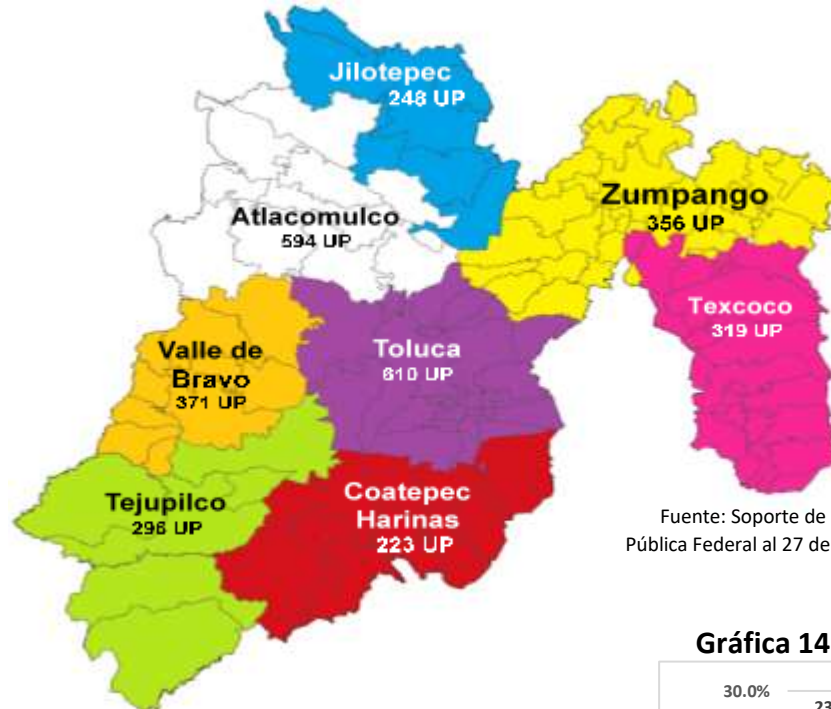 Jilotepec
248 UP
Zumpango
356 UP
Atlacomulco
594 UP
Texcoco
319 UP
Valle de
Bravo
371 UP
Toluca
610 UP
Tejupilco
296 UP
Coatepec
Harinas
223 UP
Fuente: Soporte de
Pública Federal al 27 de
Gráfica 14
30.0%
23